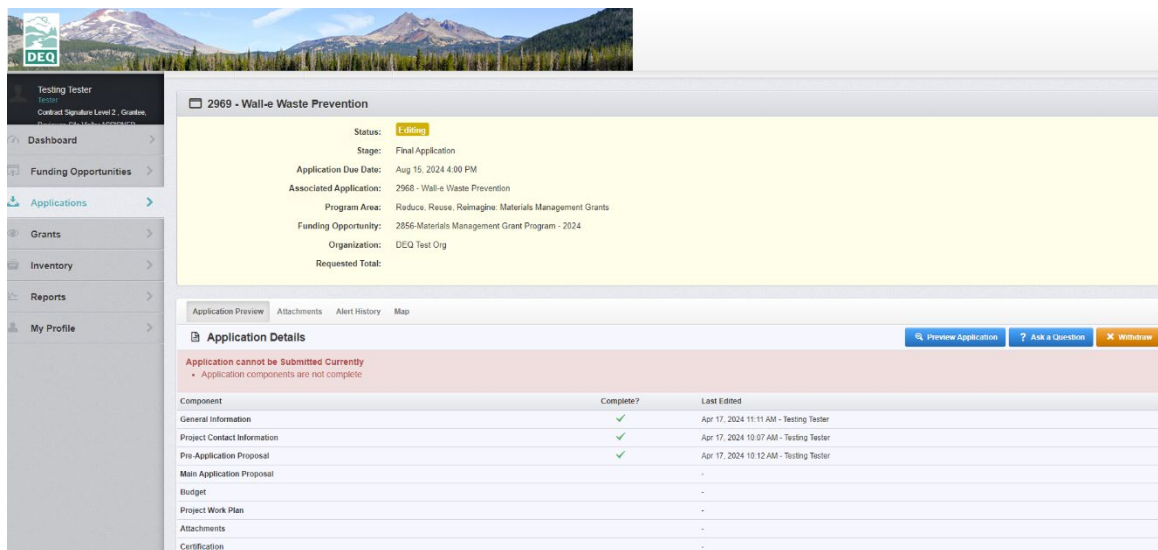 DEQ
Testing Tester
Tester
Contract Signature Level 2 , Grantee,
Dashboard
Funding Opportunities
Applications
Grants
Inventory
Reports
My Profile
2969 - Wall-e Waste Prevention
Status: Editing
Stage: Final Application
Application Due Date: Aug 15, 2024 4:00 PM
Associated Application: 2968 - Wall-e Waste Prevention
Program Area: Reduce, Reuse, Reimagine: Materials Management Grants
Funding Opportunity: 2856-Materials Management Grant Program - 2024
Organization: DEQ Test Org
Requested Total:
Application Preview Attachments Alert History Map
Application Details Preview Application ? Ask a Question Withdraw
Application cannot be Submitted Currently
• Application components are not complete
Component Complete? Last Edited
General Information ✓ Apr 17, 2024 11:11 AM - Testing Tester
Project Contact Information ✓ Apr 17, 2024 10:07 AM - Testing Tester
Pre-Application Proposal ✓ Apr 17, 2024 10:12 AM - Testing Tester
Main Application Proposal -
Budget -
Project Work Plan -
Attachments -
Certification -